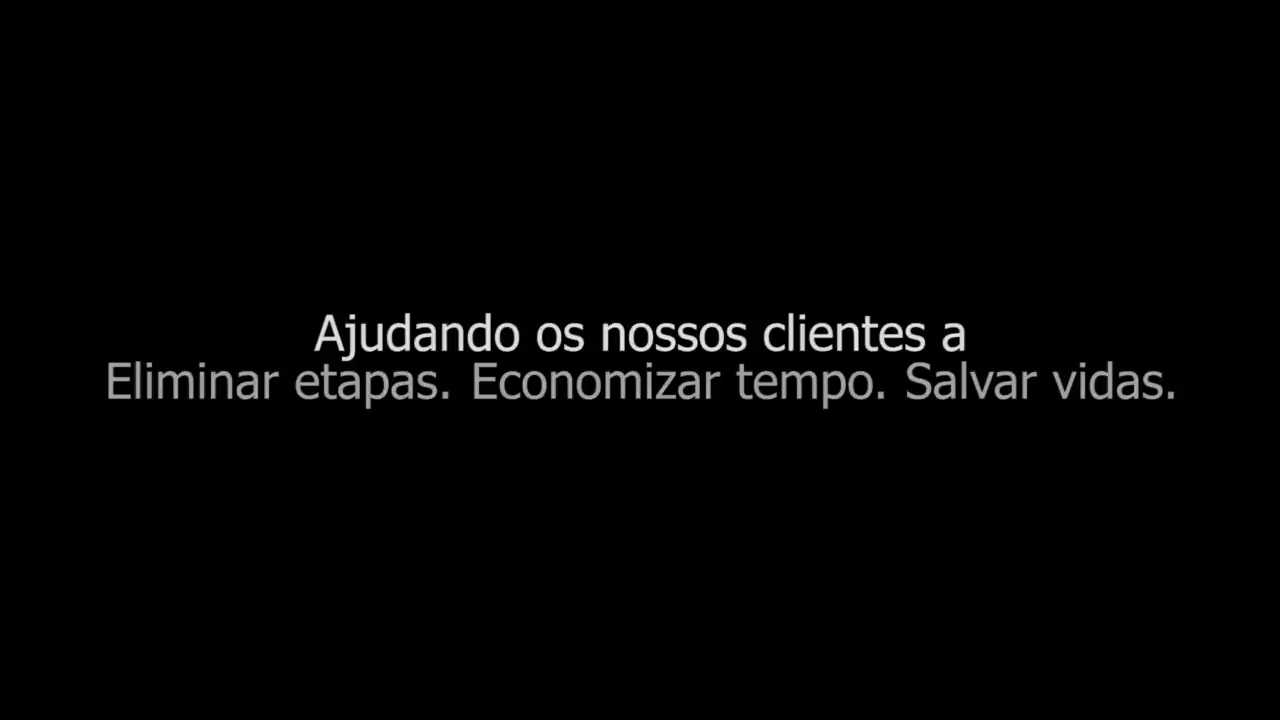 Ajudando os nossos clientes a
Eliminar etapas. Economizar tempo. Salvar vidas.